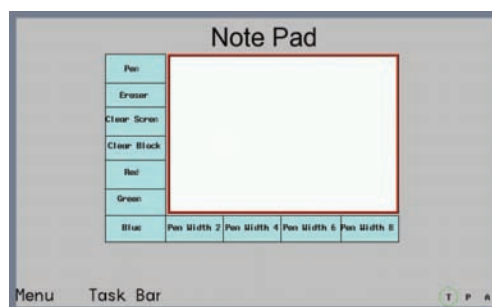 Note Pad
Pen
Eraser
Clear Scren
Clear Block
Red
Green
Blue Pen Width 2 Pen Width 4 Pen Width 6 Pen Width 8
Menu Task Bar T P A